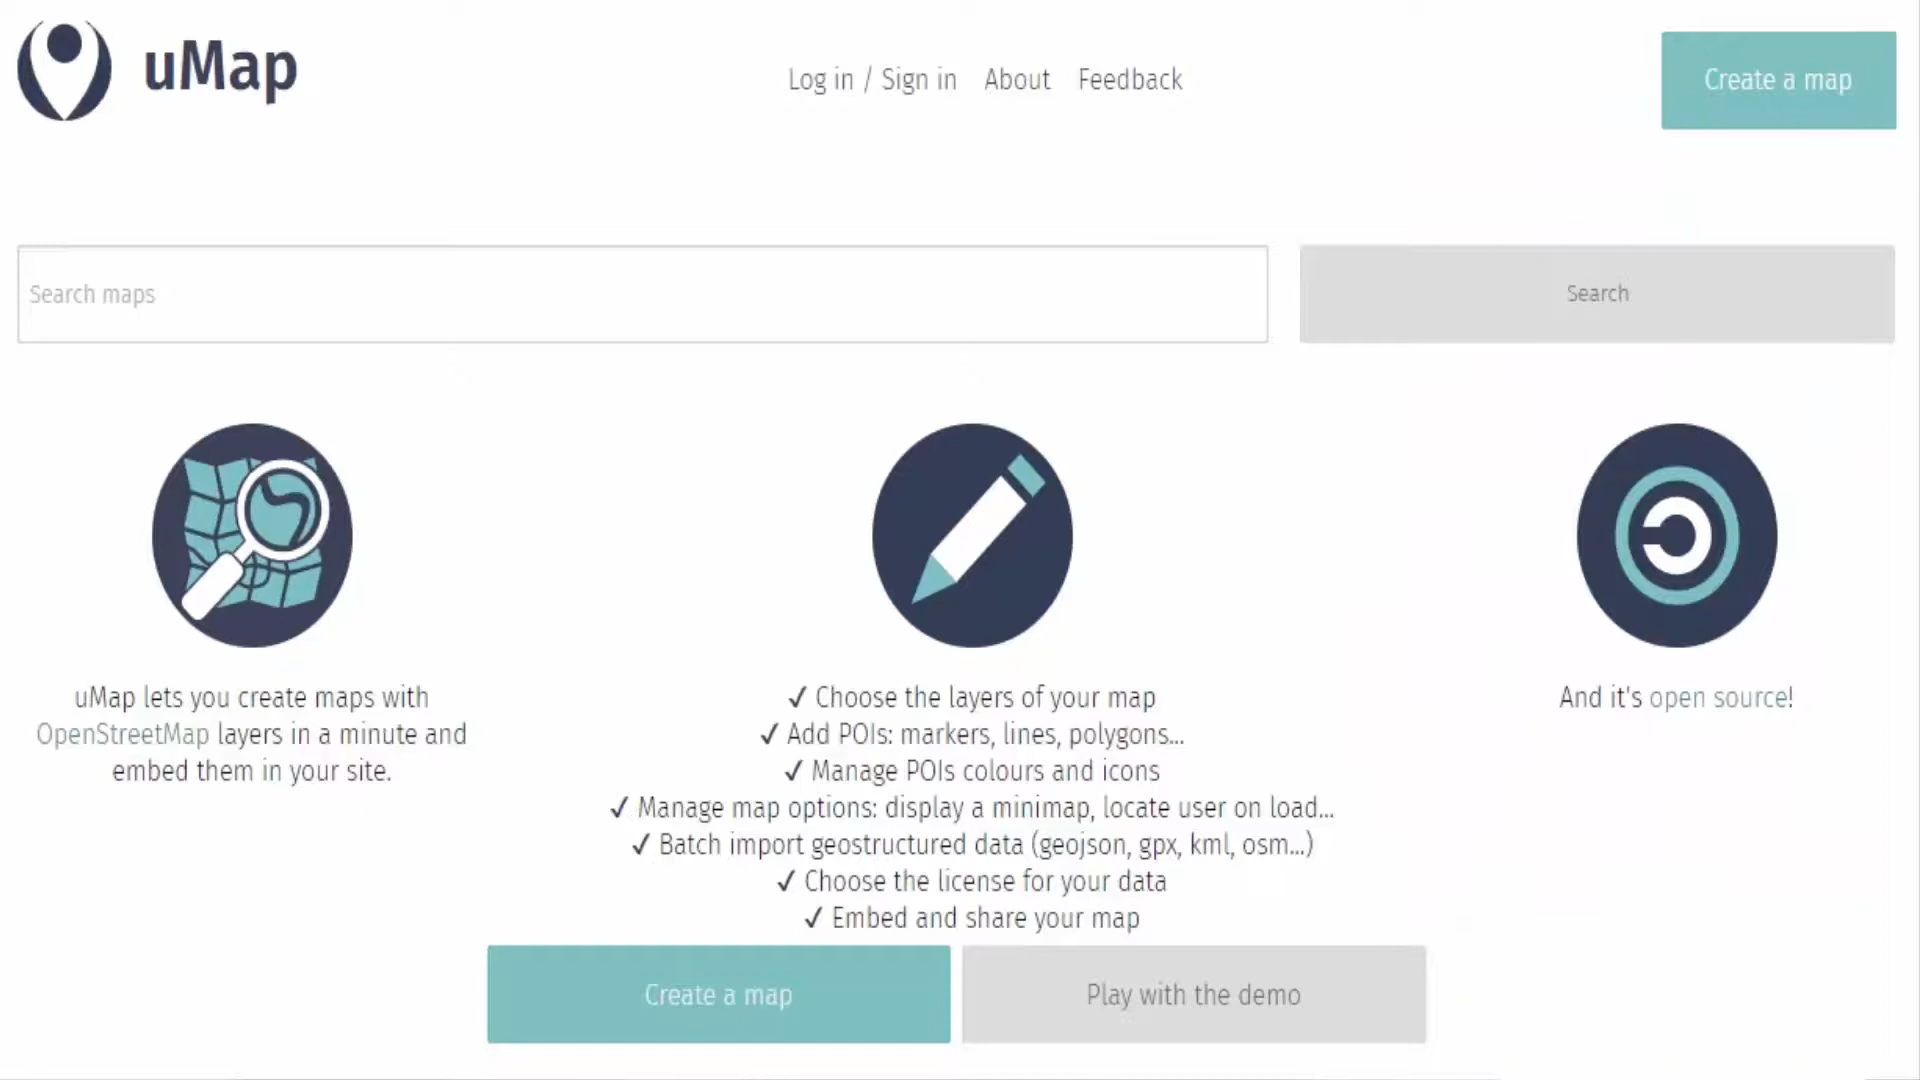 uMap
Log in / Sign in About Feedback
Create a map
Search maps
Search
uMap lets you create maps with
OpenStreetMap layers in a minute and
embed them in your site.
✓ Choose the layers of your map
✓ Add POIs: markers, lines, polygons...
✓ Manage POIs colours and icons
✓ Manage map options: display a minimap, locate user on load...
✓ Batch import geostructured data (geojson, gpx, kml, osm...)
✓ Choose the license for your data
✓ Embed and share your map
And it's open source!
Create a map
Play with the demo